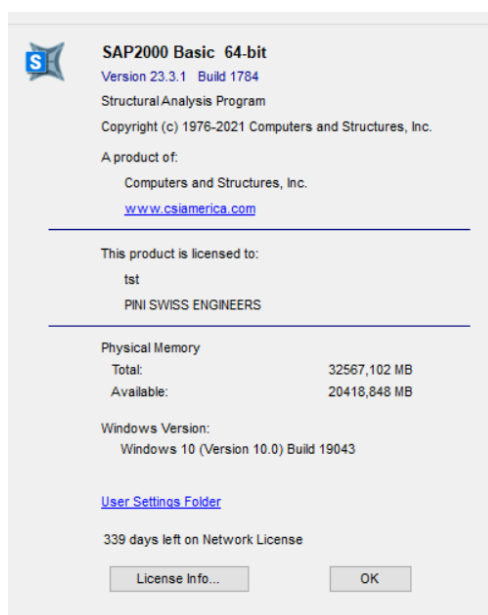 S
SAP2000 Basic 64-bit
Version 23.3.1 Build 1784
Structural Analysis Program
Copyright (c) 1976-2021 Computers and Structures, Inc.
A product of:
Computers and Structures, Inc.
www.csiamerica.com
This product is licensed to:
tst
PINI SWISS ENGINEERS
Physical Memory
Total: 32567,102 MB
Available: 20418,848 MB
Windows Version:
Windows 10 (Version 10.0) Build 19043
User Settings Folder
339 days left on Network License
License Info... OK